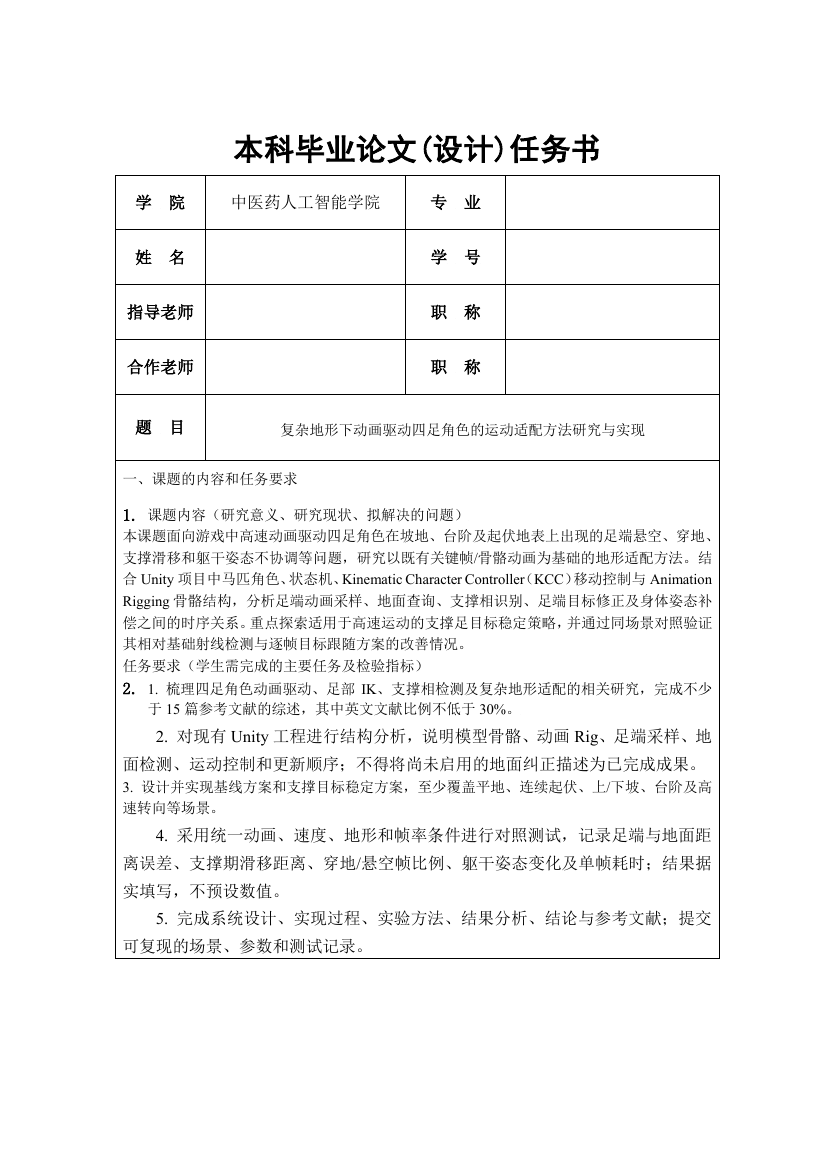 本科毕业论文(设计)任务书
学 院 中医药人工智能学院 专 业
姓 名 学 号
指导老师 职 称
合作老师 职 称
题 目 复杂地形下动画驱动四足角色的运动适配方法研究与实现
一、课题的内容和任务要求
1. 课题内容（研究意义、研究现状、拟解决的问题）
本课题面向游戏中高速动画驱动四足角色在坡地、台阶及起伏地表上出现的足端悬空、穿地、
支撑滑移和躯干姿态不协调等问题，研究以既有关键帧/骨骼动画为基础的地形适配方法。结
合 Unity 项目中马匹角色、状态机、Kinematic Character Controller（KCC）移动控制与 Animation
Rigging 骨骼结构，分析足端动画采样、地面查询、支撑相识别、足端目标修正及身体姿态补
偿之间的时序关系。重点探索适用于高速运动的支撑足目标稳定策略，并通过同场景对照验证
其相对基础射线检测与逐帧目标跟随方案的改善情况。
任务要求（学生需完成的主要任务及检验指标）
2. 1. 梳理四足角色动画驱动、足部 IK、支撑相检测及复杂地形适配的相关研究，完成不少
于 15 篇参考文献的综述，其中英文文献比例不低于 30%。
2. 对现有 Unity 工程进行结构分析，说明模型骨骼、动画 Rig、足端采样、地
面检测、运动控制和更新顺序；不得将尚未启用的地面纠正描述为已完成成果。
3. 设计并实现基线方案和支撑目标稳定方案，至少覆盖平地、连续起伏、上/下坡、台阶及高
速转向等场景。
4. 采用统一动画、速度、地形和帧率条件进行对照测试，记录足端与地面距
离误差、支撑期滑移距离、穿地/悬空帧比例、躯干姿态变化及单帧耗时；结果据
实填写，不预设数值。
5. 完成系统设计、实现过程、实验方法、结果分析、结论与参考文献；提交
可复现的场景、参数和测试记录。